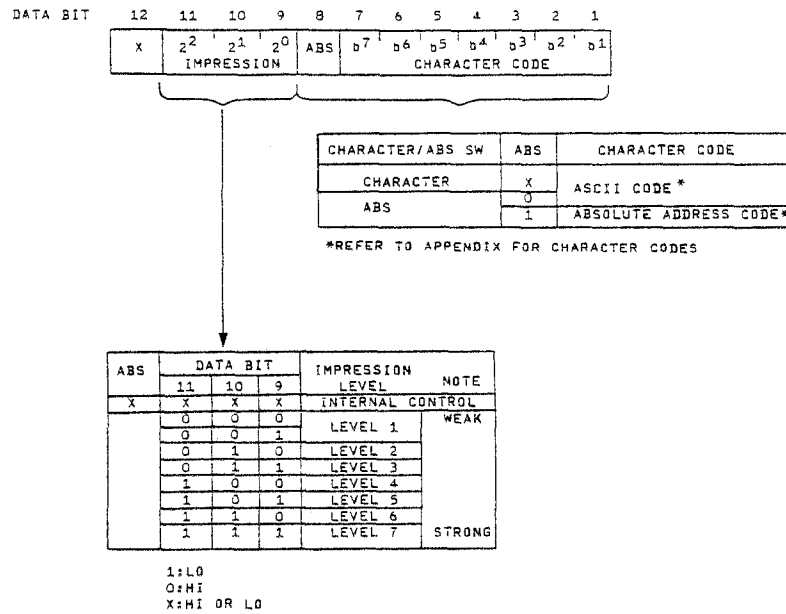 DATA BIT 12 11 10 9 8 7 6 5 4 3 2 1
X 2² 2¹ 2⁰ ABS b7 b6 b5 b4 b3 b2 b1
IMPRESSION CHARACTER CODE
CHARACTER/ABS SW ABS CHARACTER CODE
CHARACTER X ASCII CODE*
ABS 0
1 ABSOLUTE ADDRESS CODE*
*REFER TO APPENDIX FOR CHARACTER CODES
ABS DATA BIT IMPRESSION LEVEL NOTE
11 10 9
X X X X INTERNAL CONTROL
0 0 0 LEVEL 1 WEAK
0 0 1
0 1 0 LEVEL 2
0 1 1 LEVEL 3
1 0 0 LEVEL 4
1 0 1 LEVEL 5
1 1 0 LEVEL 6
1 1 1 LEVEL 7 STRONG
1:LO
0:HI
X:HI OR LO